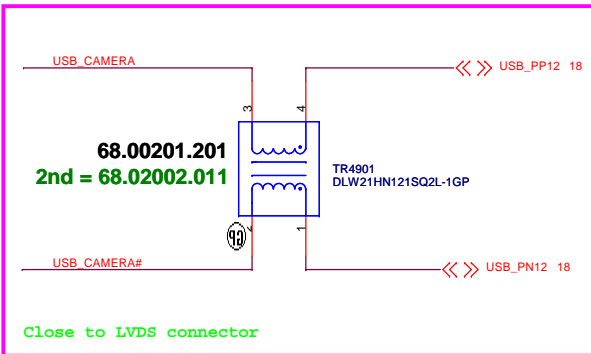 USB_CAMERA
USB_PP12 18
3
4
68.00201.201
2nd = 68.02002.011
TR4901
DLW21HN121SQ2L-1GP
GP
2
1
USB_CAMERA#
USB_PN12 18
Close to LVDS connector